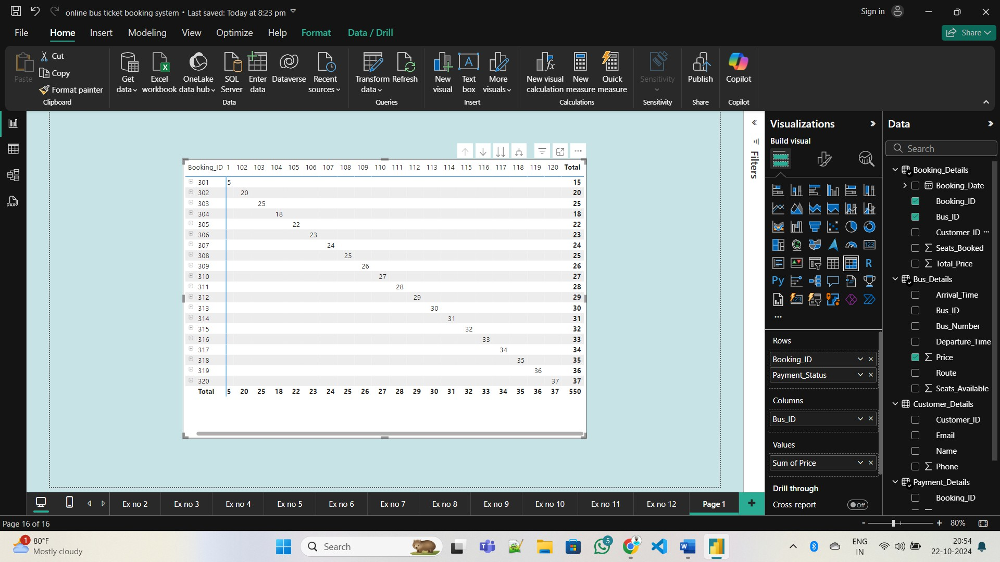 online bus ticket booking system • Last saved: Today at 8:23 pm
Sign in
File Home Insert Modeling View Optimize Help Format Data / Drill
Share
Paste
Cut
Copy
Format painter
Clipboard
Get data
Excel workbook
OneLake data hub
SQL Server
Enter data
Dataverse
Recent sources
Data
Transform data
Refresh
Queries
New visual
Text box
More visuals
Insert
New visual calculation
New measure
Quick measure
Calculations
Sensitivity
Sensitivity
Publish
Share
Copilot
Copilot
Booking_ID 1 102 103 104 105 106 107 108 109 110 111 112 113 114 115 116 117 118 119 120 Total
301 5 15
302 20 20
303 25 25
304 18 18
305 22 22
306 23 23
307 24 24
308 25 25
309 26 26
310 27 27
311 28 28
312 29 29
313 30 30
314 31 31
315 32 32
316 33 33
317 34 34
318 35 35
319 36 36
320 37 37
Total 5 20 25 18 22 23 24 25 26 27 28 29 30 31 32 33 34 35 36 37 550
Filters
Visualizations
Build visual
123
R
Py
123
Rows
Booking_ID
Payment_Status
Columns
Bus_ID
Values
Sum of Price
Drill through
Cross-report Off
Data
Search
Booking_Details
Booking_Date
Booking_ID
Bus_ID
Customer_ID
Seats_Booked
Total_Price
Bus_Details
Arrival_Time
Bus_ID
Bus_Number
Departure_Time
Price
Route
Seats_Available
Customer_Details
Customer_ID
Email
Name
Phone
Payment_Details
Booking_ID
DAX
Ex no 2 Ex no 3 Ex no 4 Ex no 5 Ex no 6 Ex no 7 Ex no 8 Ex no 9 Ex no 10 Ex no 11 Ex no 12 Page 1
Page 16 of 16
- + 80%
1
80°F
Mostly cloudy
Search
5
ENG
IN
20:54
22-10-2024